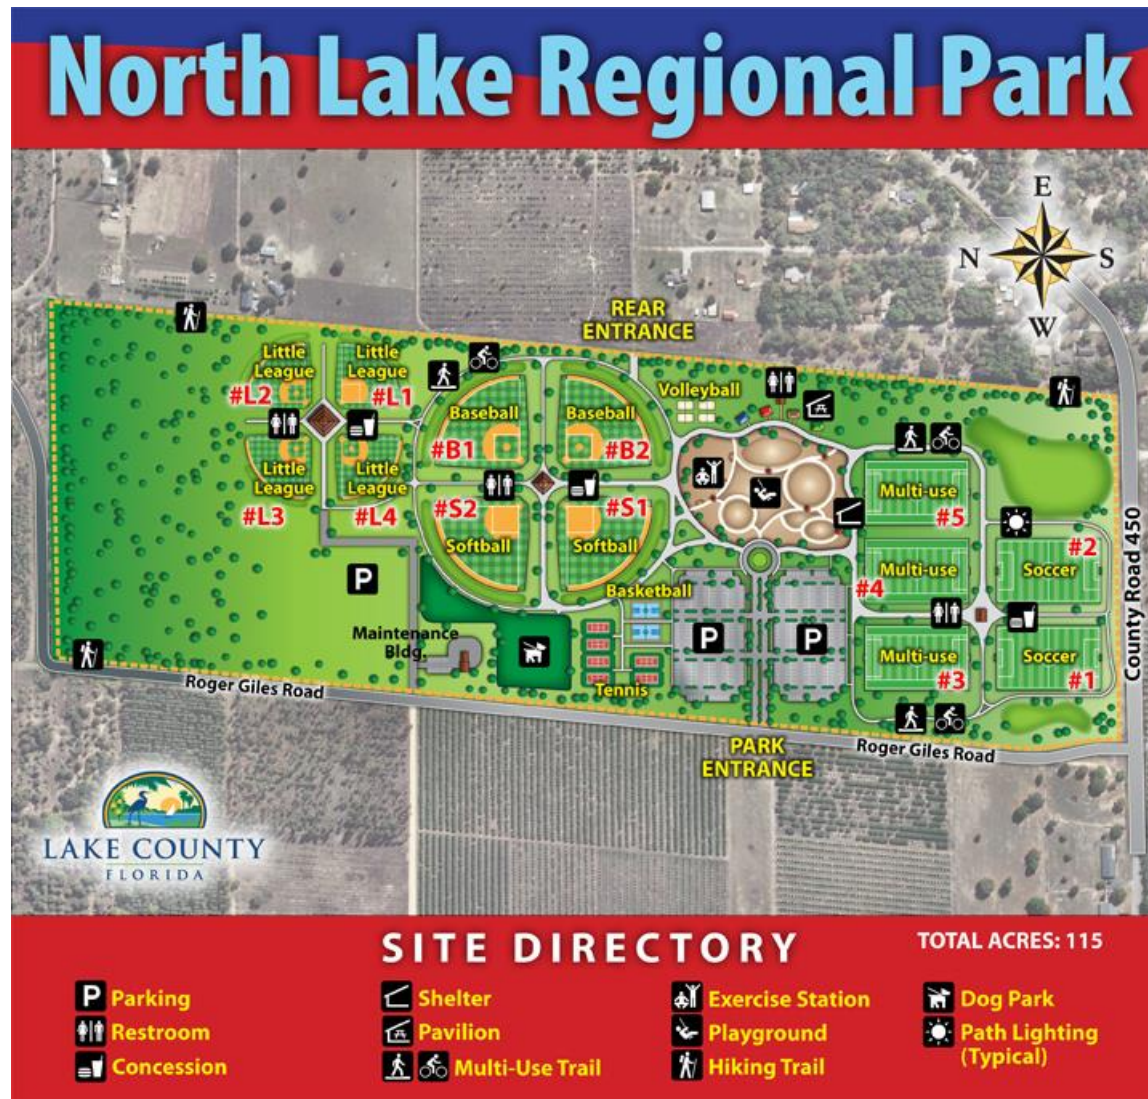 North Lake Regional Park
E
N
S
W
REAR
ENTRANCE
Little
League
#L2
Little
League
#L1
Volleyball
Baseball
#B1
Baseball
#B2
Little
League
#L3
Little
League
#L4
#S2
Softball
#S1
Softball
Multi-use
#5
Multi-use
#4
#2
Soccer
Multi-use
#3
Soccer
#1
County Road 450
P
Basketball
Maintenance
Bldg.
P
P
Tennis
Roger Giles Road
PARK
ENTRANCE
Roger Giles Road
LAKE COUNTY
FLORIDA
SITE DIRECTORY
TOTAL ACRES: 115
P Parking
Restroom
Concession
Shelter
Pavilion
Multi-Use Trail
Exercise Station
Playground
Hiking Trail
Dog Park
Path Lighting
(Typical)